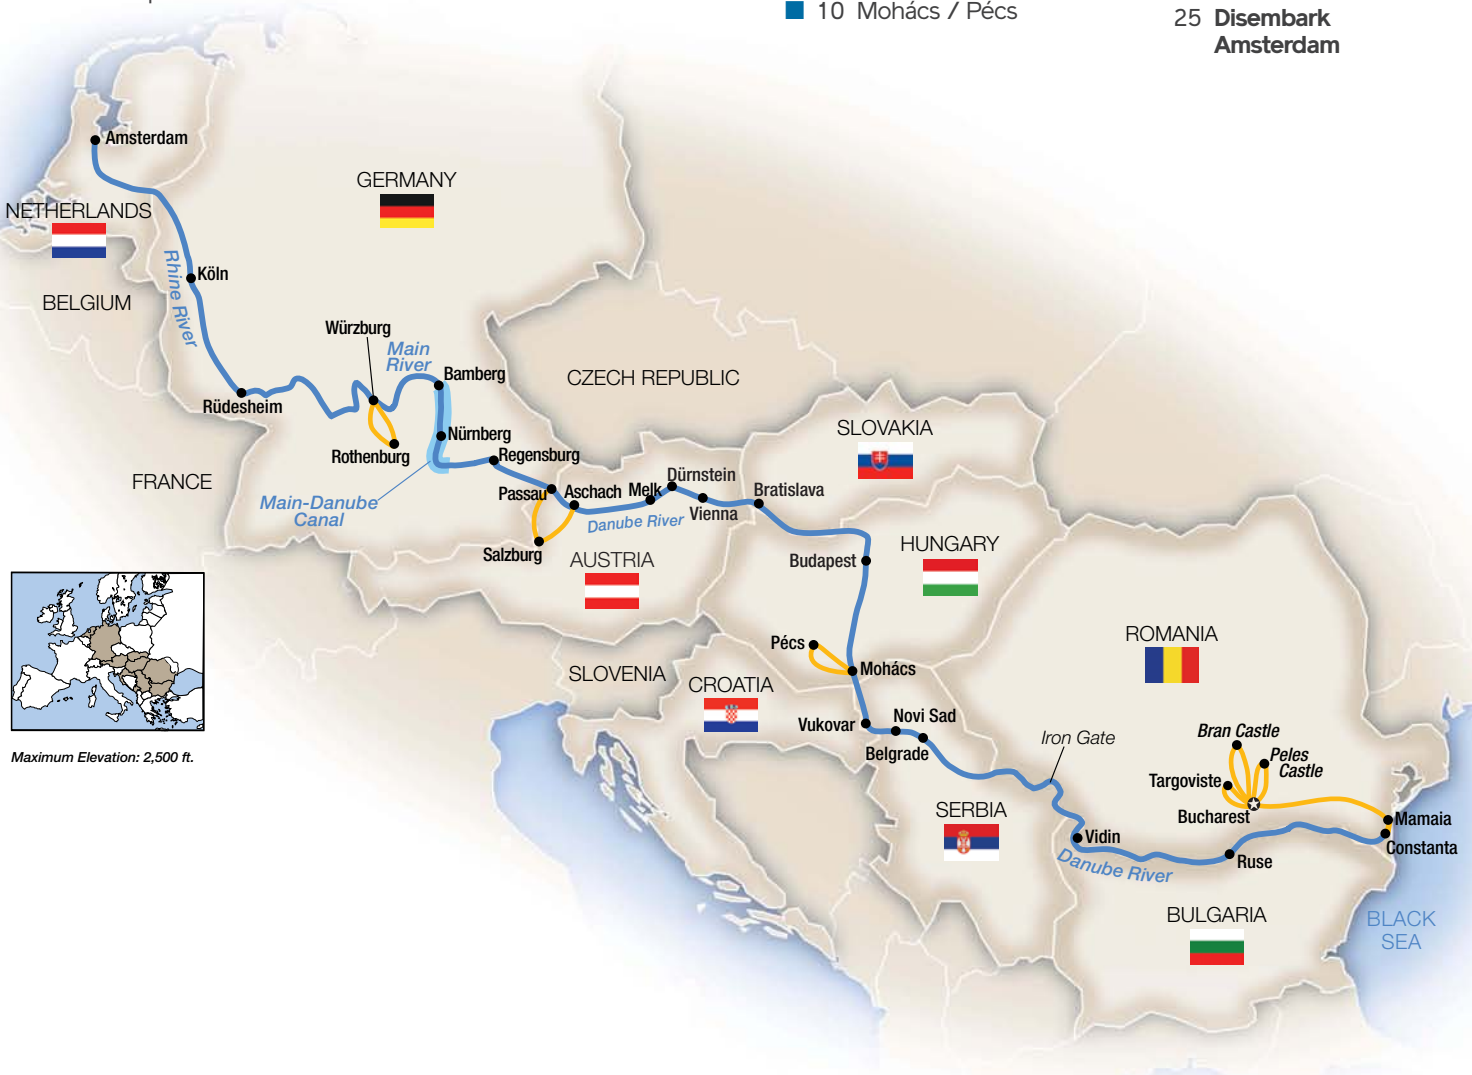 10 Mohács / Pécs
25 Disembark
Amsterdam
Amsterdam
GERMANY
NETHERLANDS
Rhine River
Köln
BELGIUM
Würzburg
Main
River
Bamberg
CZECH REPUBLIC
Rüdesheim
Nürnberg
SLOVAKIA
Rothenburg
Regensburg
FRANCE
Passau
Aschach
Melk
Dürnstein
Bratislava
Main-Danube
Canal
Danube River
Vienna
Salzburg
AUSTRIA
Budapest
HUNGARY
Pécs
Mohács
ROMANIA
SLOVENIA
CROATIA
Vukovar
Novi Sad
Belgrade
Iron Gate
Bran Castle
Peles
Castle
Targoviste
Bucharest
Maximum Elevation: 2,500 ft.
SERBIA
Mamaia
Constanta
Vidin
Ruse
Danube River
BULGARIA
BLACK
SEA